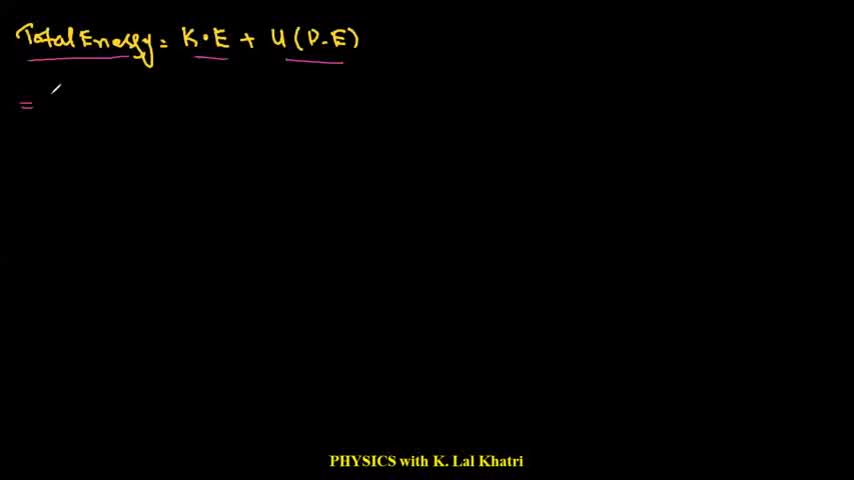 Total Energy = K.E + U (P.E)
=
PHYSICS with K. Lal Khatri